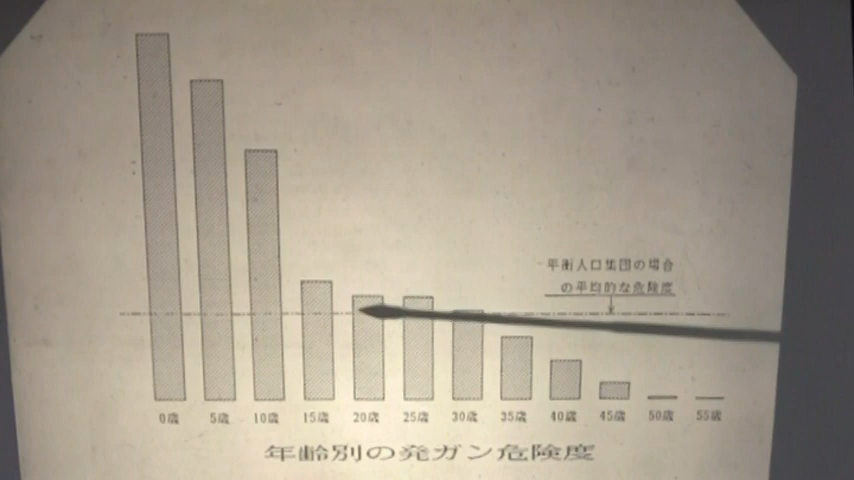 平衡人口集団の場合
の平均的な危険度
0歳 5歳 10歳 15歳 20歳 25歳 30歳 35歳 40歳 45歳 50歳 55歳
年齢別の発ガン危険度